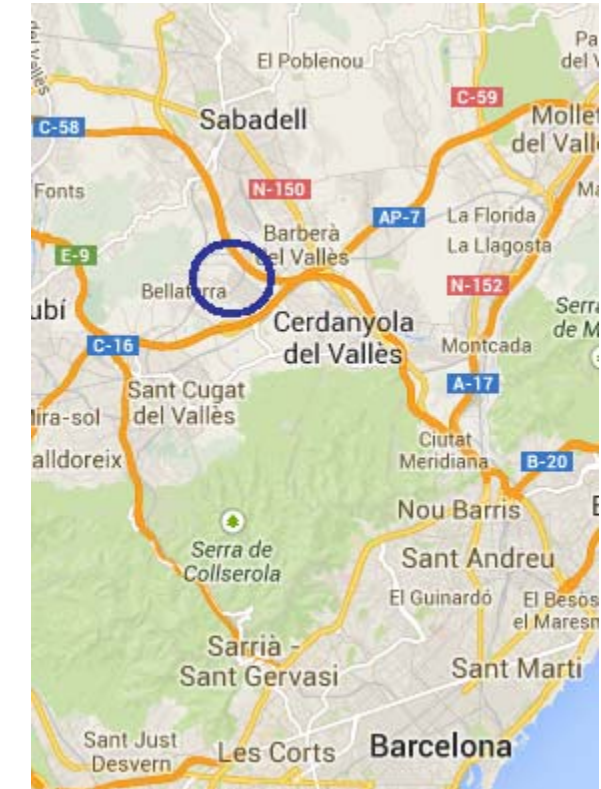 El Poblenou
Pa
del V
del Vallès
C-59
Sabadell
Mollet
del Vall
C-58
N-150
Fonts
Ma
AP-7
La Florida
Barberà
del Vallès
La Llagosta
E-9
Bellaterra
N-152
ubí
Cerdanyola
del Vallès
Serra
de M
C-16
Montcada
A-17
Sant Cugat
del Vallès
Mira-sol
Ciutat
Meridiana
alldoreix
B-20
Nou Barris
E
Serra de
Collserola
Sant Andreu
El Guinardó
El Besòs
el Maresm
Sarrià -
Sant Gervasi
Sant Martí
Sant Just
Desvern
Les Corts
Barcelona